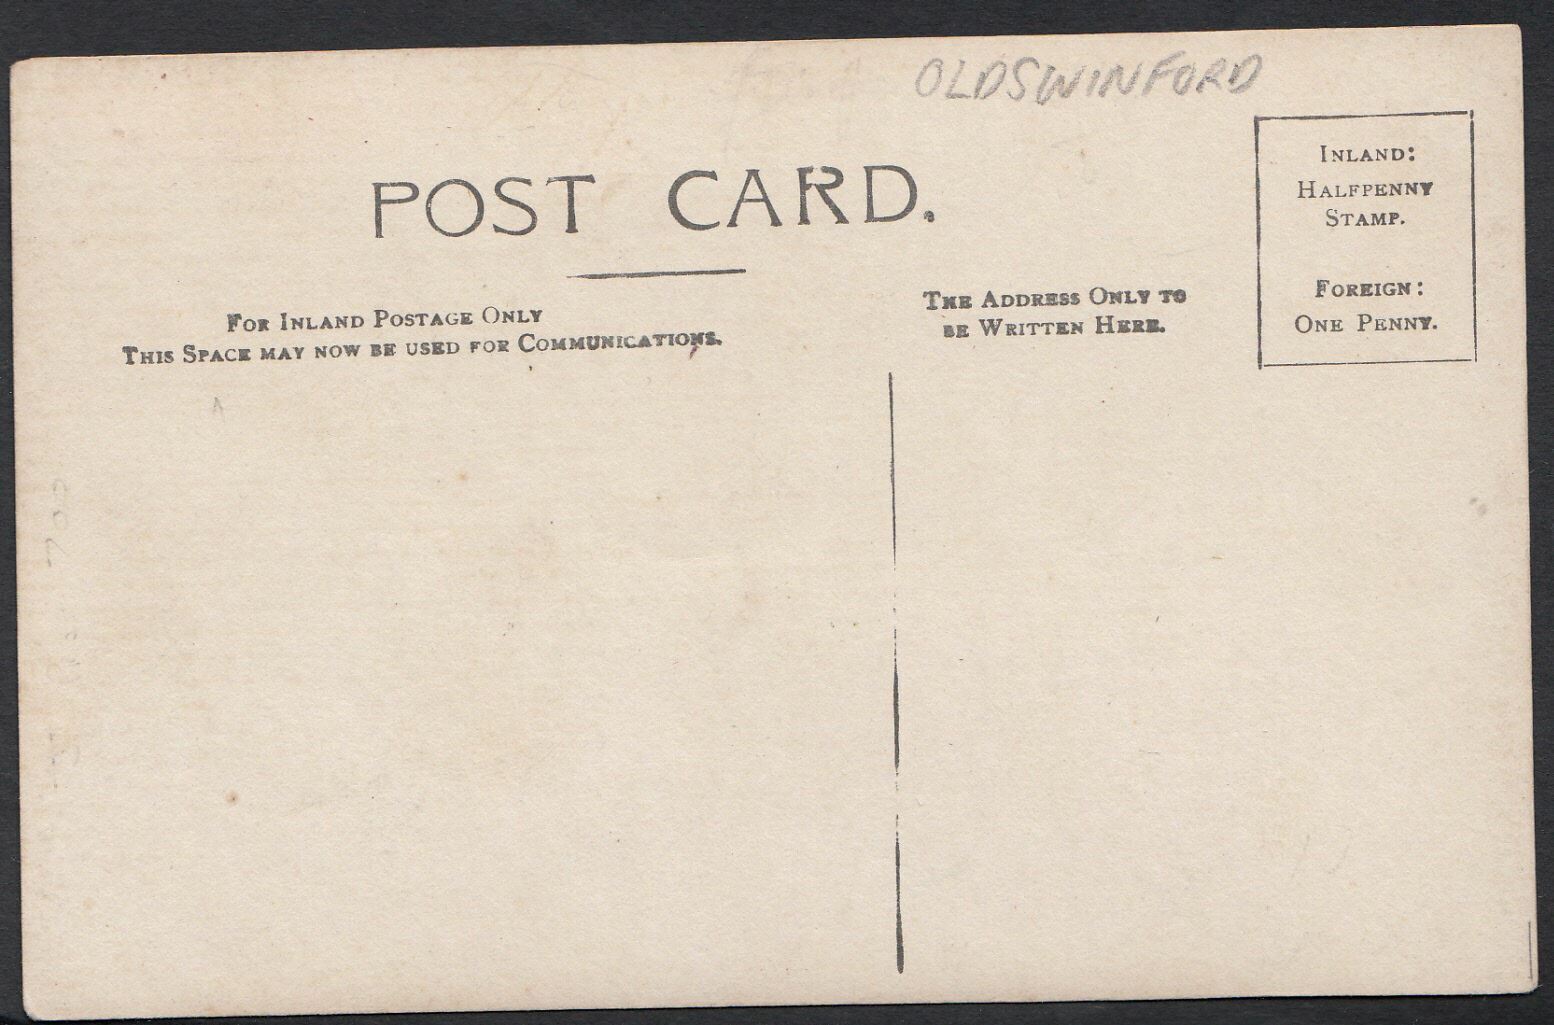 OLDSWINFORD
POST CARD.
INLAND:
HALFPENNY
STAMP.
FOREIGN:
ONE PENNY.
FOR INLAND POSTAGE ONLY
THIS SPACE MAY NOW BE USED FOR COMMUNICATIONS.
THE ADDRESS ONLY TO
BE WRITTEN HERE.